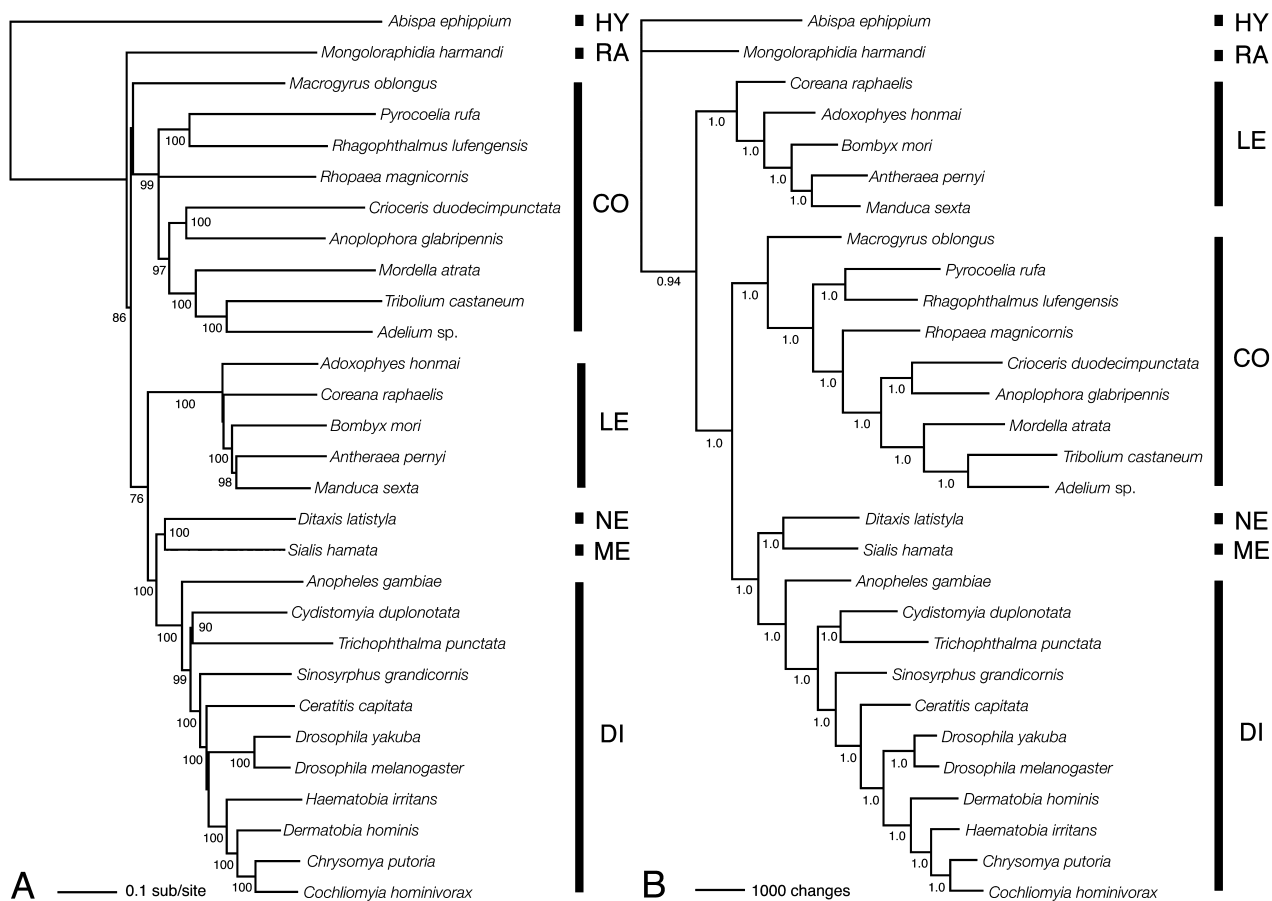 Abispa ephippium
HY
Mongoloraphidia harmandi
RA
Macrogyrus oblongus
Pyrocoelia rufa
100
Rhagophthalmus lufengensis
Rhopaea magnicornis
99
Crioceris duodecimpunctata
CO
100
Anoplophora glabripennis
97
Mordella atrata
100
Tribolium castaneum
100
86
Adelium sp.
Adoxophyes honmai
100
Coreana raphaelis
LE
Bombyx mori
100
Antheraea pernyi
98
Manduca sexta
76
Ditaxis latistyla
NE
100
Sialis hamata
ME
Anopheles gambiae
100
Cydistomyia duplonotata
90
100
Trichophthalma punctata
99
Sinosyrphus grandicornis
Ceratitis capitata
100
Drosophila yakuba
DI
100
100
Drosophila melanogaster
Haematobia irritans
100
Dermatobia hominis
100
Chrysomya putoria
100
Cochliomyia hominivorax
A
0.1 sub/site
Abispa ephippium
HY
Mongoloraphidia harmandi
RA
Coreana raphaelis
1.0
Adoxophyes honmai
LE
1.0
Bombyx mori
1.0
Antheraea pernyi
1.0
Manduca sexta
Macrogyrus oblongus
0.94
Pyrocoelia rufa
1.0
1.0
Rhagophthalmus lufengensis
1.0
Rhopaea magnicornis
CO
Crioceris duodecimpunctata
1.0
1.0
Anoplophora glabripennis
1.0
Mordella atrata
1.0
1.0
Tribolium castaneum
1.0
Adelium sp.
Ditaxis latistyla
NE
1.0
Sialis hamata
ME
Anopheles gambiae
1.0
Cydistomyia duplonotata
1.0
1.0
Trichophthalma punctata
1.0
Sinosyrphus grandicornis
Ceratitis capitata
1.0
Drosophila yakuba
DI
1.0
1.0
Drosophila melanogaster
1.0
Dermatobia hominis
1.0
Haematobia irritans
1.0
Chrysomya putoria
1.0
Cochliomyia hominivorax
B
1000 changes